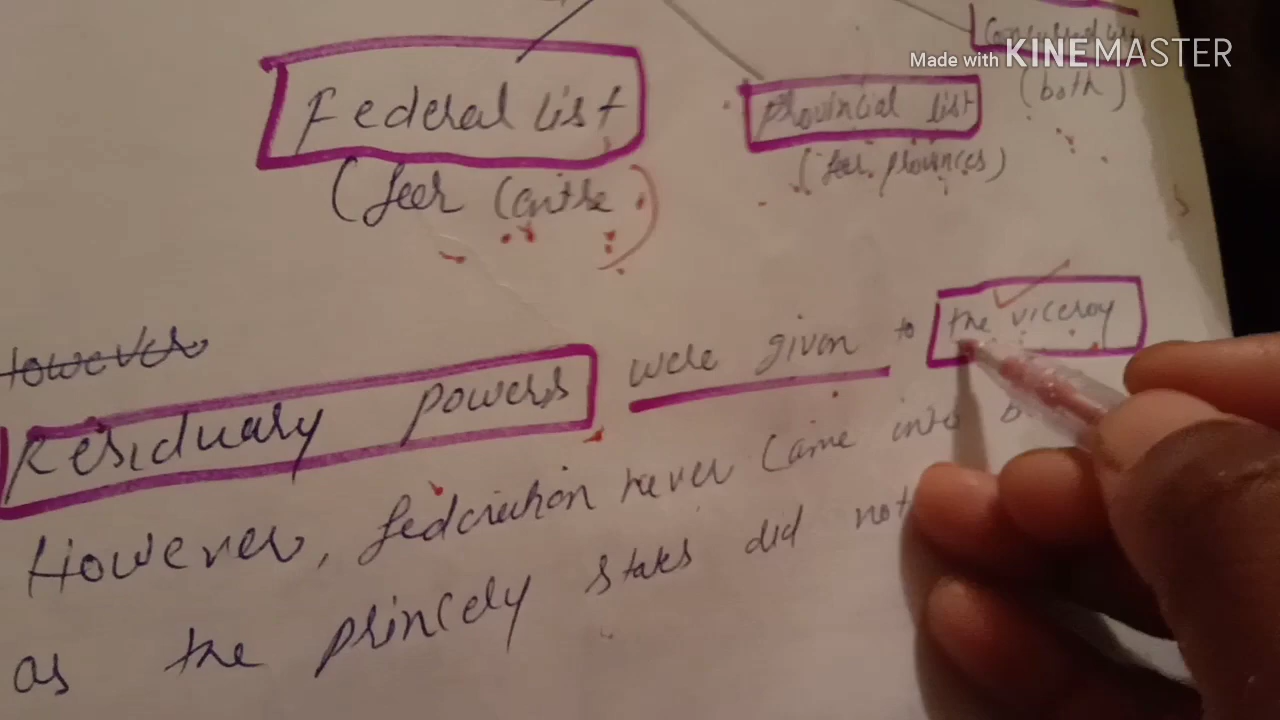 Made with KINEMASTER
Federal List
Provincial list
(both)
(for Centre)
(for provinces)
However
Residuary powers were given to the viceroy
However, federation never came into
as the princely states did not